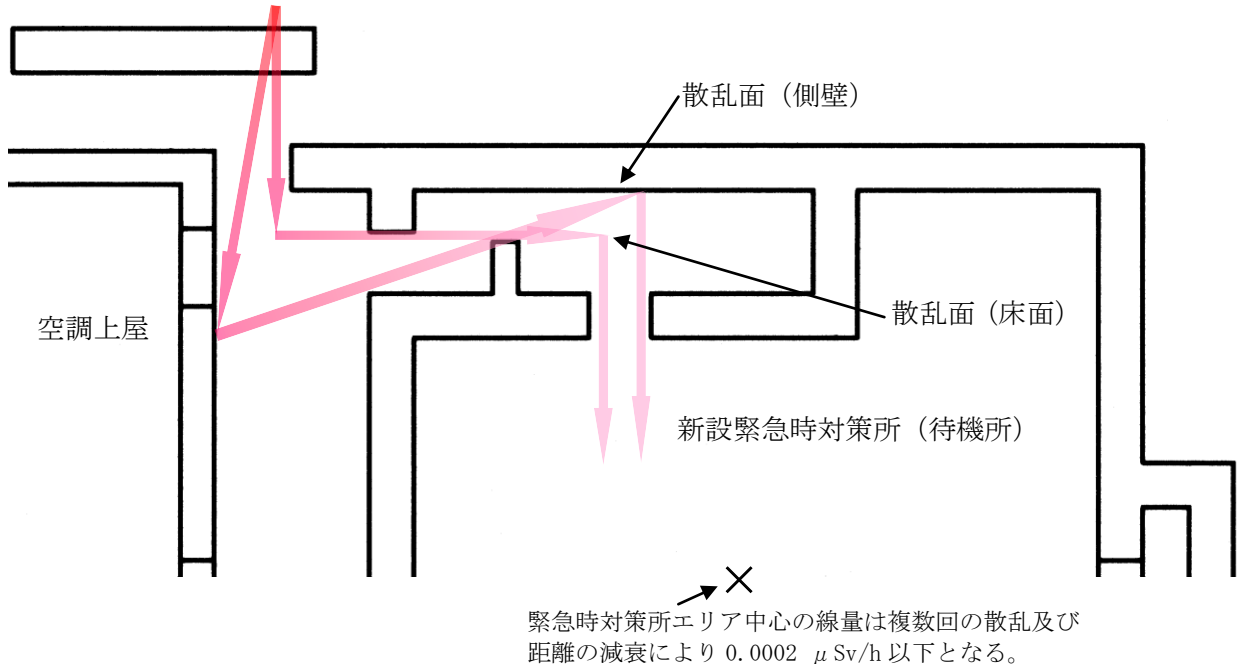 散乱面（側壁）
散乱面（床面）
空調上屋
新設緊急時対策所（待機所）
緊急時対策所エリア中心の線量は複数回の散乱及び
距離の減衰により 0.0002 μSv/h 以下となる。